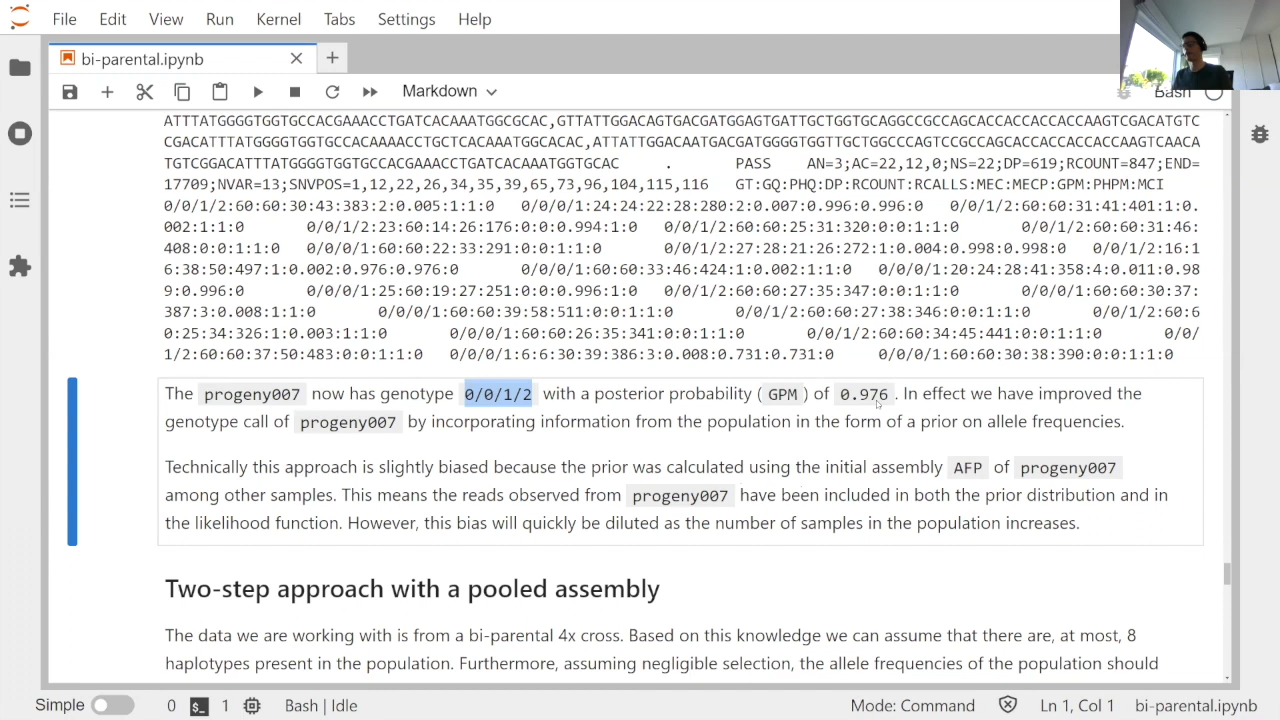 File Edit View Run Kernel Tabs Settings Help
bi-parental.ipynb
Markdown
Bash
ATTTATGGGGTGGTGCCACGAAACCTGATCACAAATGGCGCAC,GTTATTGGACAGTGACGATGGAGTGATTGCTGGTGCAGGCCGCCAGCACCACCACCACCAAGTCGACATGTC
CGACATTTATGGGGTGGTGCCACAAAACCTGCTCACAAATGGCACAC,ATTATTGGACAATGACGATGGGGTGGTTGCTGGCCCAGTCCGCCAGCACCACCACCACCAAGTCAACA
TGTCGGACATTTATGGGGTGGTGCCACGAAACCTGATCACAAATGGTGCAC . PASS AN=3;AC=22,12,0;NS=22;DP=619;RCOUNT=847;END=
17709;NVAR=13;SNVPOS=1,12,22,26,34,35,39,65,73,96,104,115,116 GT:GQ:PHQ:DP:RCOUNT:RCALLS:MEC:MECP:GPM:PHPM:MCI
0/0/1/2:60:60:30:43:383:2:0.005:1:1:0 0/0/0/1:24:24:22:28:280:2:0.007:0.996:0.996:0 0/0/1/2:60:60:31:41:401:1:0.
002:1:1:0 0/0/1/2:23:60:14:26:176:0:0:0.994:1:0 0/0/1/2:60:60:25:31:320:0:0:1:1:0 0/0/1/2:60:60:31:46:
408:0:0:1:1:0 0/0/0/1:60:60:22:33:291:0:0:1:1:0 0/0/1/2:27:28:21:26:272:1:0.004:0.998:0.998:0 0/0/1/2:16:1
6:38:50:497:1:0.002:0.976:0.976:0 0/0/0/1:60:60:33:46:424:1:0.002:1:1:0 0/0/0/1:20:24:28:41:358:4:0.011:0.98
9:0.996:0 0/0/0/1:25:60:19:27:251:0:0:0.996:1:0 0/0/1/2:60:60:27:35:347:0:0:1:1:0 0/0/0/1:60:60:30:37:
387:3:0.008:1:1:0 0/0/0/1:60:60:39:58:511:0:0:1:1:0 0/0/1/2:60:60:27:38:346:0:0:1:1:0 0/0/1/2:60:6
0:25:34:326:1:0.003:1:1:0 0/0/0/1:60:60:26:35:341:0:0:1:1:0 0/0/1/2:60:60:34:45:441:0:0:1:1:0 0/0/
1/2:60:60:37:50:483:0:0:1:1:0 0/0/0/1:6:6:30:39:386:3:0.008:0.731:0.731:0 0/0/0/1:60:60:30:38:390:0:0:1:1:0
The progeny007 now has genotype 0/0/1/2 with a posterior probability ( GPM ) of 0.976 . In effect we have improved the
genotype call of progeny007 by incorporating information from the population in the form of a prior on allele frequencies.
Technically this approach is slightly biased because the prior was calculated using the initial assembly AFP of progeny007
among other samples. This means the reads observed from progeny007 have been included in both the prior distribution and in
the likelihood function. However, this bias will quickly be diluted as the number of samples in the population increases.
Two-step approach with a pooled assembly
The data we are working with is from a bi-parental 4x cross. Based on this knowledge we can assume that there are, at most, 8
haplotypes present in the population. Furthermore, assuming negligible selection, the allele frequencies of the population should
Simple 0 1 Bash | Idle Mode: Command Ln 1, Col 1 bi-parental.ipynb